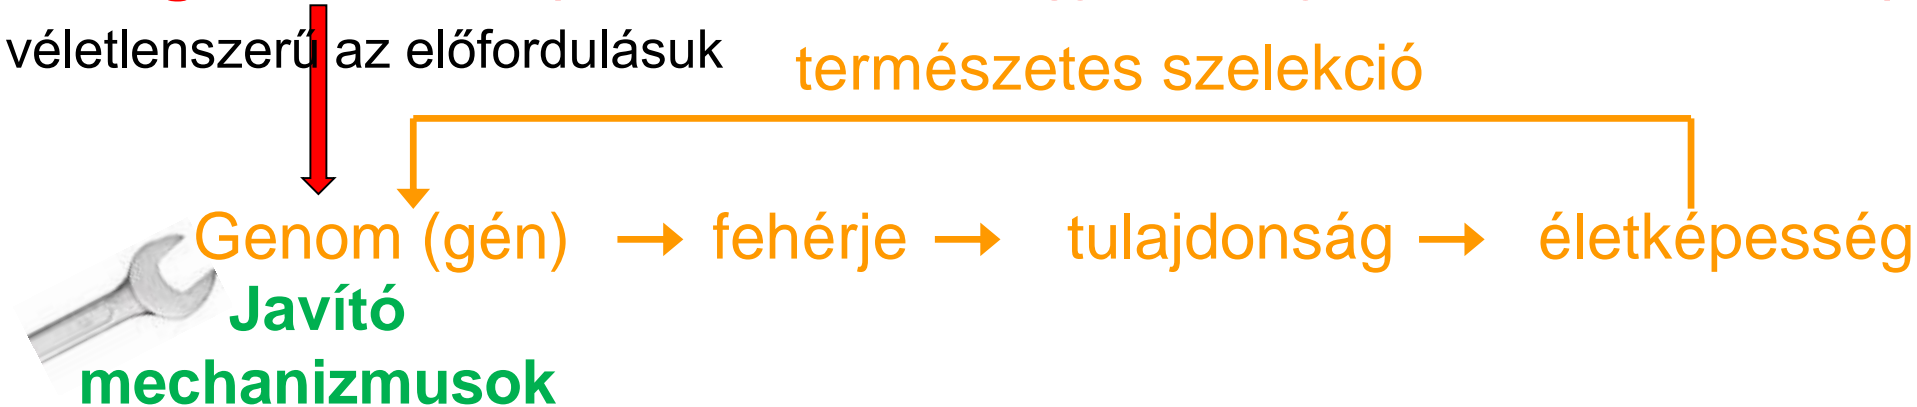 véletlenszerű az előfordulásuk
természetes szelekció
Genom (gén) → fehérje → tulajdonság → életképesség
Javító
mechanizmusok